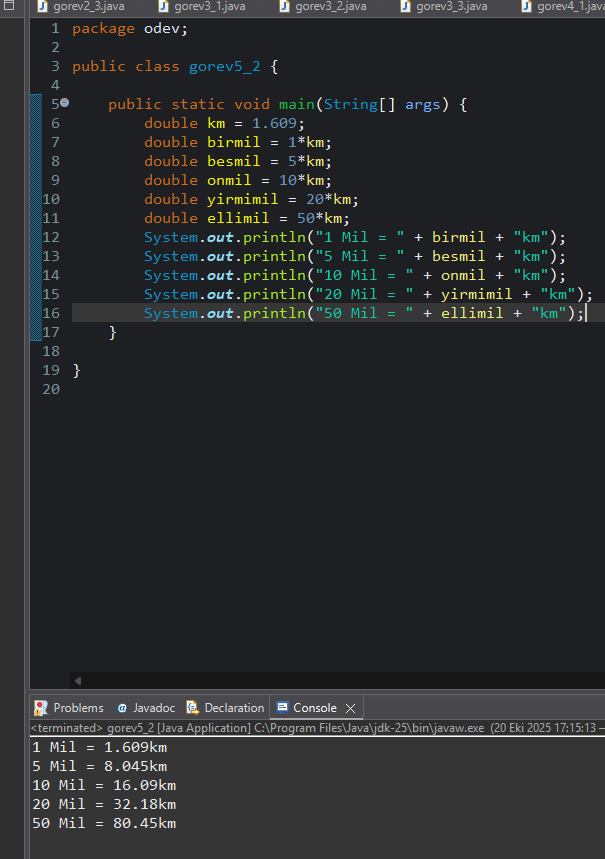 gorev2_3.java gorev3_1.java gorev3_2.java gorev3_3.java gorev4_1.java
1 package odev;
2
3 public class gorev5_2 {
4
5     public static void main(String[] args) {
6         double km = 1.609;
7         double birmil = 1*km;
8         double besmil = 5*km;
9         double onmil = 10*km;
10         double yirmimil = 20*km;
11         double ellimil = 50*km;
12         System.out.println("1 Mil = " + birmil + "km");
13         System.out.println("5 Mil = " + besmil + "km");
14         System.out.println("10 Mil = " + onmil + "km");
15         System.out.println("20 Mil = " + yirmimil + "km");
16         System.out.println("50 Mil = " + ellimil + "km");
17     }
18
19 }
20
Problems @ Javadoc Declaration Console
<terminated> gorev5_2 [Java Application] C:\Program Files\Java\jdk-25\bin\javaw.exe (20 Eki 2025 17:15:13 –
1 Mil = 1.609km
5 Mil = 8.045km
10 Mil = 16.09km
20 Mil = 32.18km
50 Mil = 80.45km